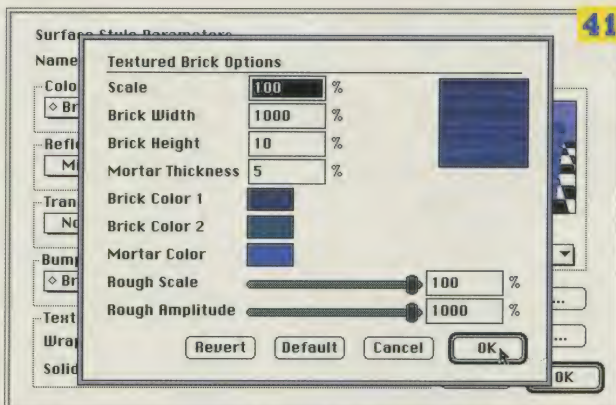 41
Surface Style Parameters
Name
Textured Brick Options
Scale 100 %
Brick Width 1000 %
Brick Height 10 %
Mortar Thickness 5 %
Brick Color 1
Brick Color 2
Mortar Color
Rough Scale 100 %
Rough Amplitude 1000 %
Revert Default Cancel OK
Colo
Br
Refle
Mi
Tran
No
Bump
Br
Text
Wrap
Solid
...
...
OK